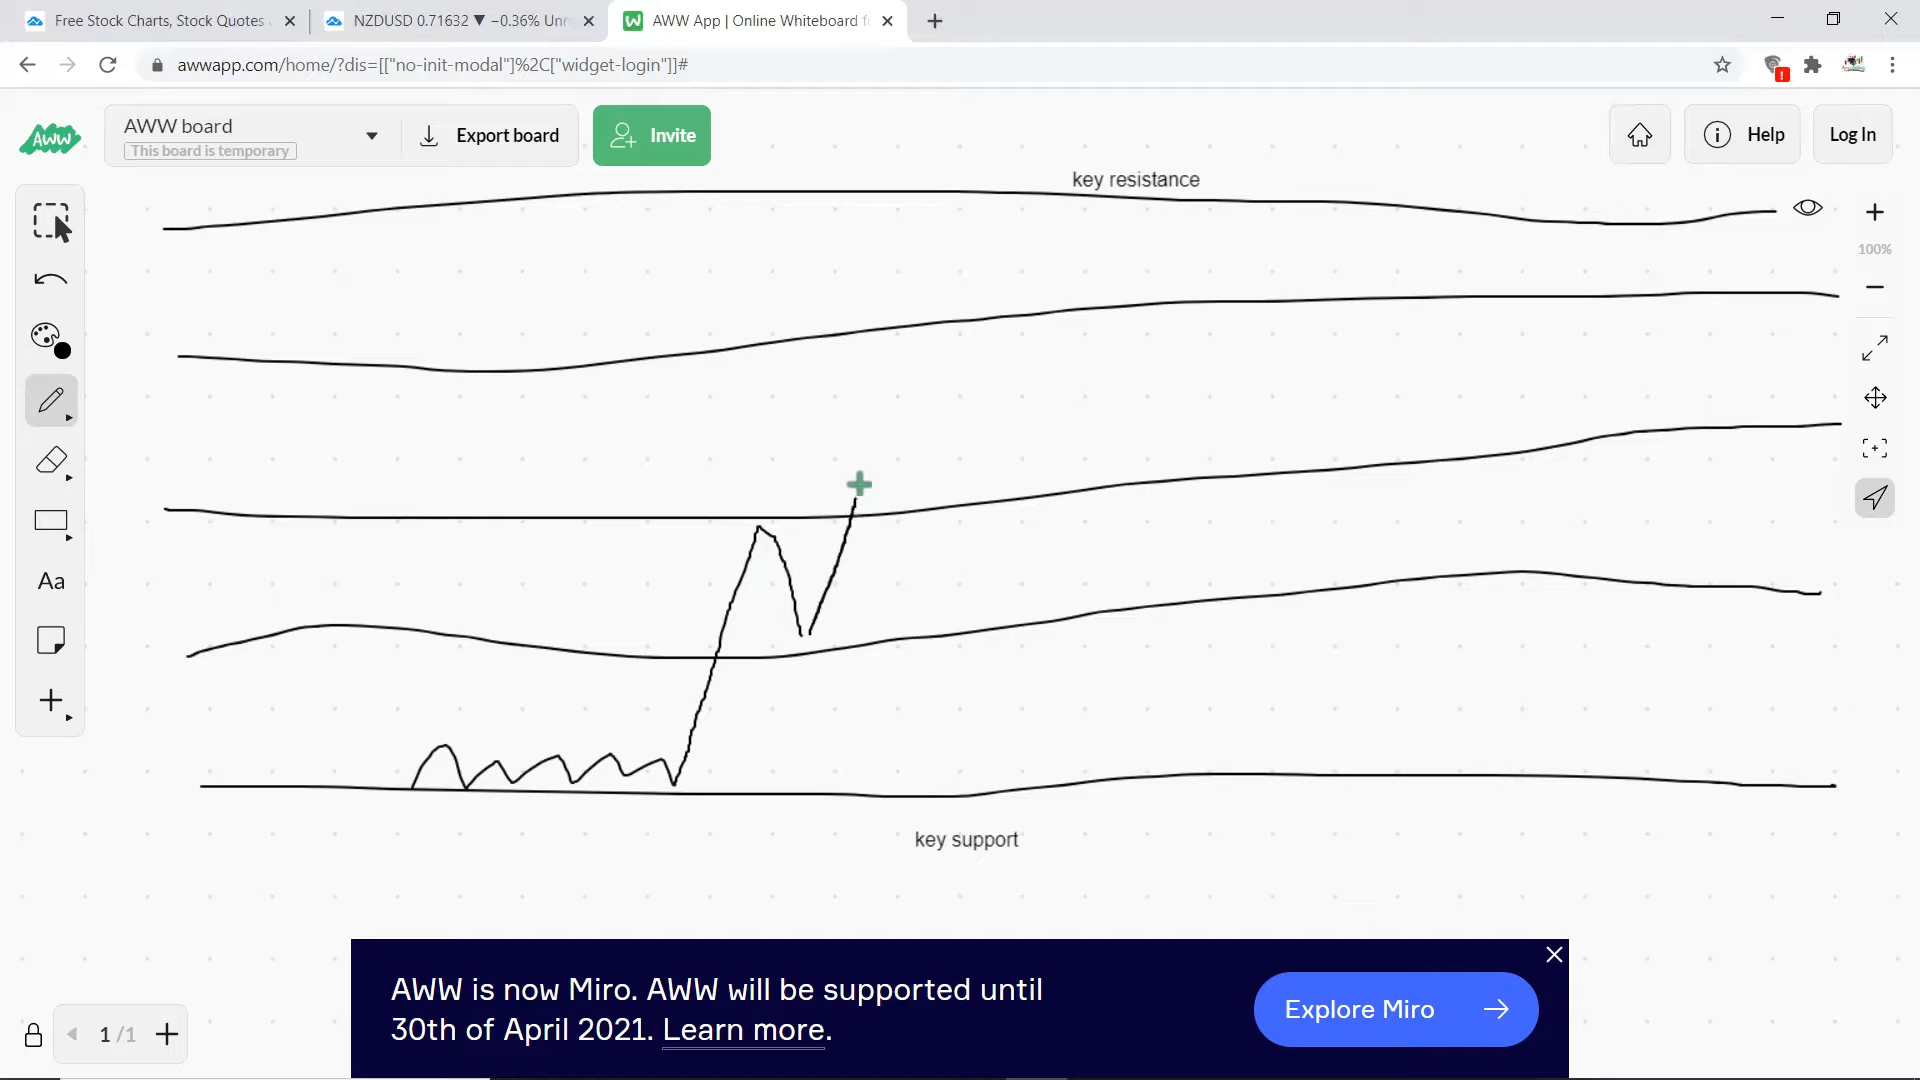 Free Stock Charts, Stock Quotes
NZDUSD 0.71632 ▼ −0.36% Unn
AWW App | Online Whiteboard f
awwapp.com/home/?dis=[["no-init-modal"]%2C["widget-login"]]#
AWW
AWW board
This board is temporary
Export board
Invite
Help
Log In
key resistance
100%
Aa
key support
AWW is now Miro. AWW will be supported until
30th of April 2021. Learn more.
Explore Miro
1/1